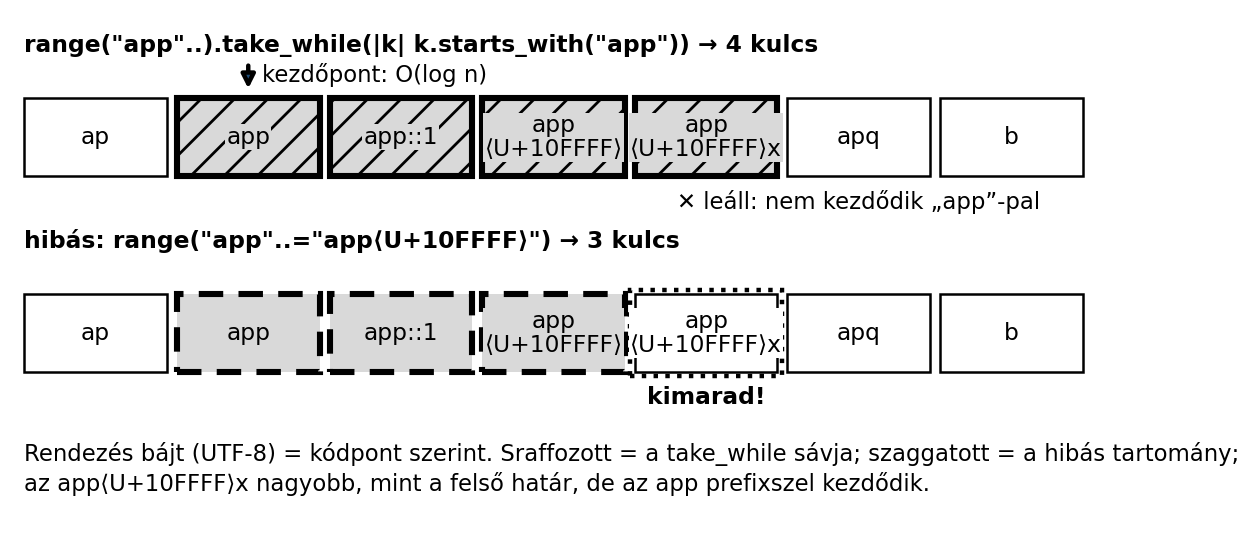 range("app"..).take_while(|k| k.starts_with("app")) → 4 kulcs
kezdőpont: O(log n)
ap
app
app::1
app
⟨U+10FFFF⟩
app
⟨U+10FFFF⟩x
apq
b
✕ leáll: nem kezdődik „app”-pal
hibás: range("app"..="app⟨U+10FFFF⟩") → 3 kulcs
ap
app
app::1
app
⟨U+10FFFF⟩
app
⟨U+10FFFF⟩x
apq
b
kimarad!
Rendezés bájt (UTF-8) = kódpont szerint. Sraffozott = a take_while sávja; szaggatott = a hibás tartomány;
az app⟨U+10FFFF⟩x nagyobb, mint a felső határ, de az app prefixszel kezdődik.